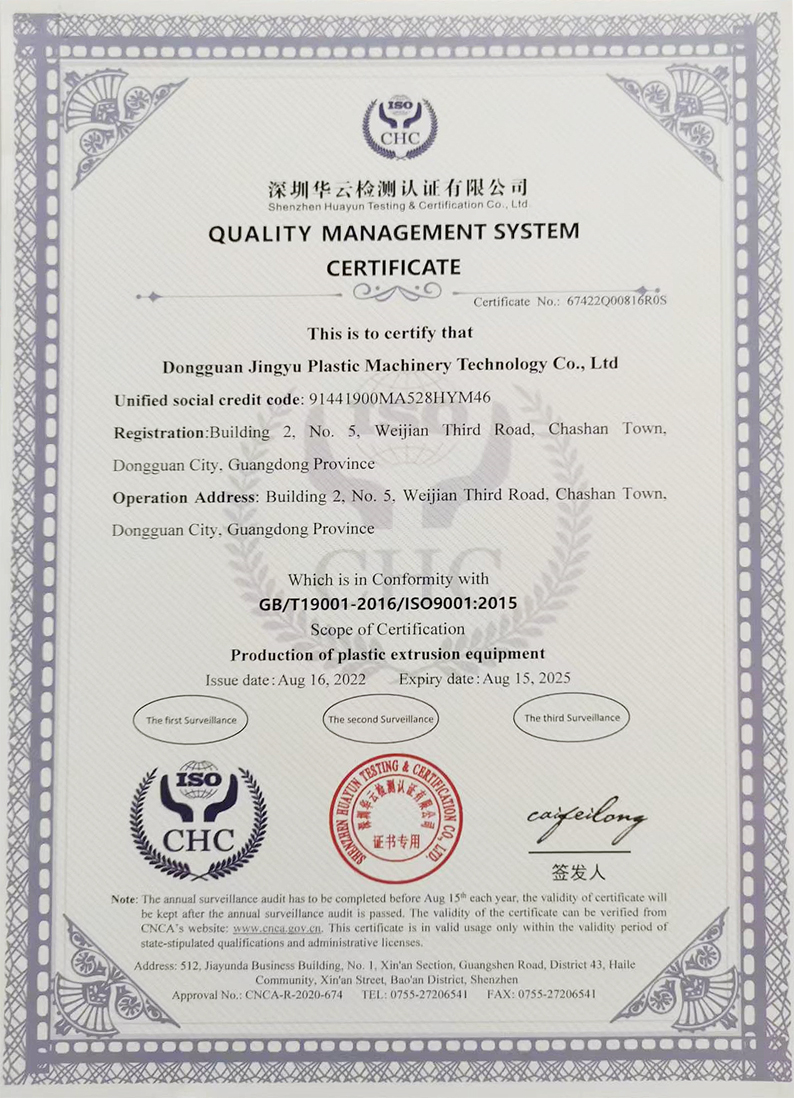 ISO
CHC
深圳华云检测认证有限公司
Shenzhen Huayun Testing & Certification Co., Ltd.
QUALITY MANAGEMENT SYSTEM
CERTIFICATE
Certificate No.: 67422Q00816R0S
This is to certify that
Dongguan Jingyu Plastic Machinery Technology Co., Ltd
Unified social credit code: 91441900MA528HYM46
Registration:Building 2, No. 5, Weijian Third Road, Chashan Town,
Dongguan City, Guangdong Province
Operation Address: Building 2, No. 5, Weijian Third Road, Chashan Town,
Dongguan City, Guangdong Province
Which is in Conformity with
GB/T19001-2016/ISO9001:2015
Scope of Certification
Production of plastic extrusion equipment
Issue date: Aug 16, 2022 Expiry date: Aug 15, 2025
The first Surveillance
The second Surveillance
The third Surveillance
ISO
CHC
SHENZHEN HUAYUN TESTING & CERTIFICATION CO., LTD.
深圳华云检测认证有限公司
证书专用
caifeilong
签发人
Note: The annual surveillance audit has to be completed before Aug 15th each year, the validity of certificate will
be kept after the annual surveillance audit is passed. The validity of the certificate can be verified from
CNCA's website: www.cnca.gov.cn. This certificate is in valid usage only within the validity period of
state-stipulated qualifications and administrative licenses.
Address: 512, Jiayunda Business Building, No. 1, Xin'an Section, Guangshen Road, District 43, Haile
Community, Xin'an Street, Bao'an District, Shenzhen
Approval No.: CNCA-R-2020-674 TEL: 0755-27206541 FAX: 0755-27206541